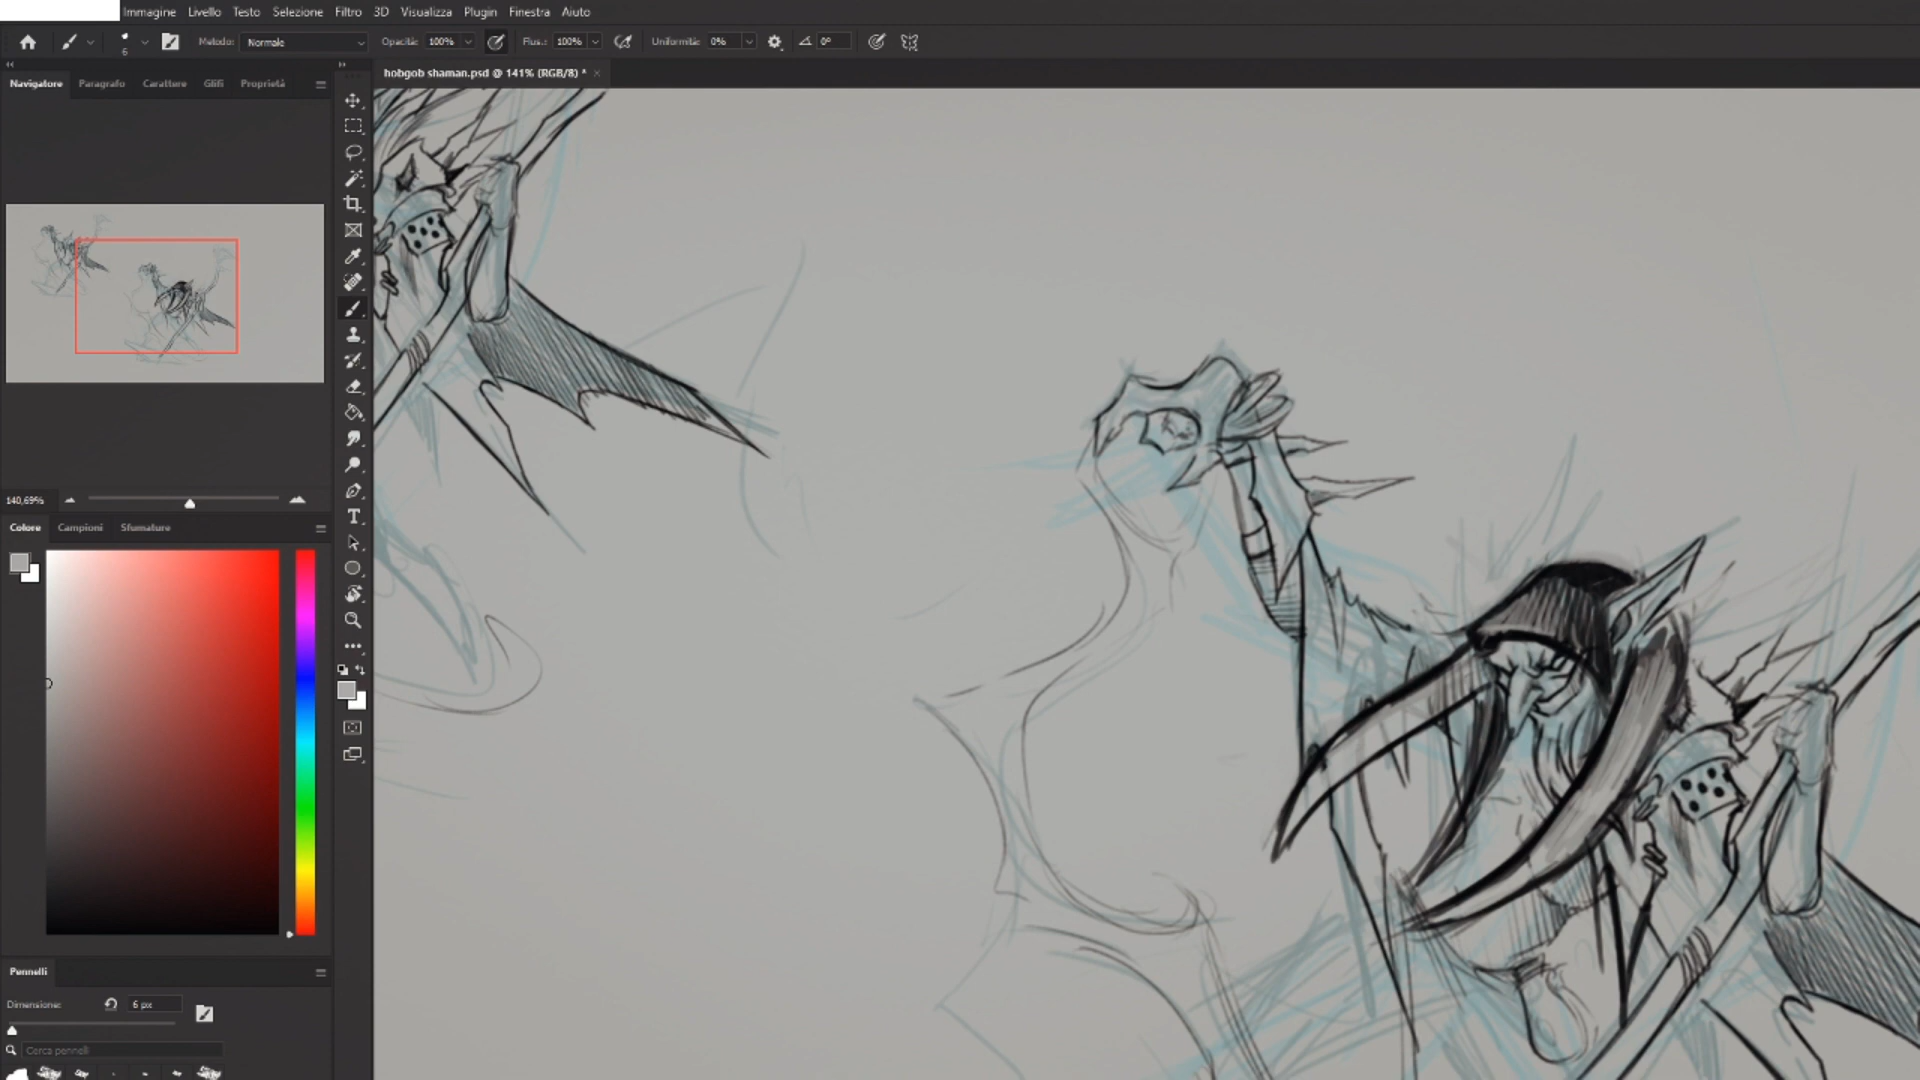 Immagine Livello Testo Selezione Filtro 3D Visualizza Plugin Finestra Aiuto
6 Metodo: Normale Opacità: 100% Flus.: 100% Uniformità: 0% 0°
Navigatore Paragrafo Carattere Glifi Proprietà
hobgob shaman.psd @ 141% (RGB/8) *
140,69%
Colore Campioni Sfumature
Pennelli
Dimensione: 6 px
Cerca pennelli